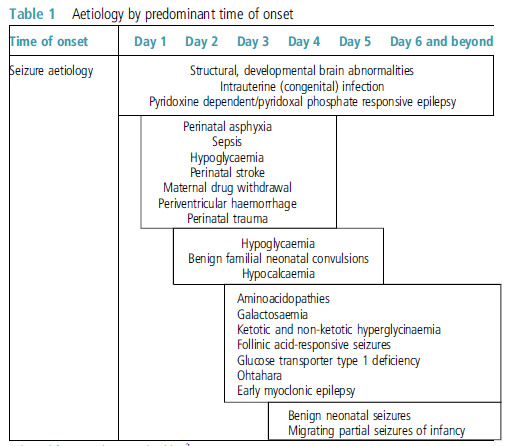 Table 1 Aetiology by predominant time of onset
Time of onset Day 1 Day 2 Day 3 Day 4 Day 5 Day 6 and beyond
Seizure aetiology Structural, developmental brain abnormalities
Intrauterine (congenital) infection
Pyridoxine dependent/pyridoxal phosphate responsive epilepsy
Perinatal asphyxia
Sepsis
Hypoglycaemia
Perinatal stroke
Maternal drug withdrawal
Periventricular haemorrhage
Perinatal trauma
Hypoglycaemia
Benign familial neonatal convulsions
Hypocalcaemia
Aminoacidopathies
Galactosaemia
Ketotic and non-ketotic hyperglycinaemia
Follinic acid-responsive seizures
Glucose transporter type 1 deficiency
Ohtahara
Early myoclonic epilepsy
Benign neonatal seizures
Migrating partial seizures of infancy